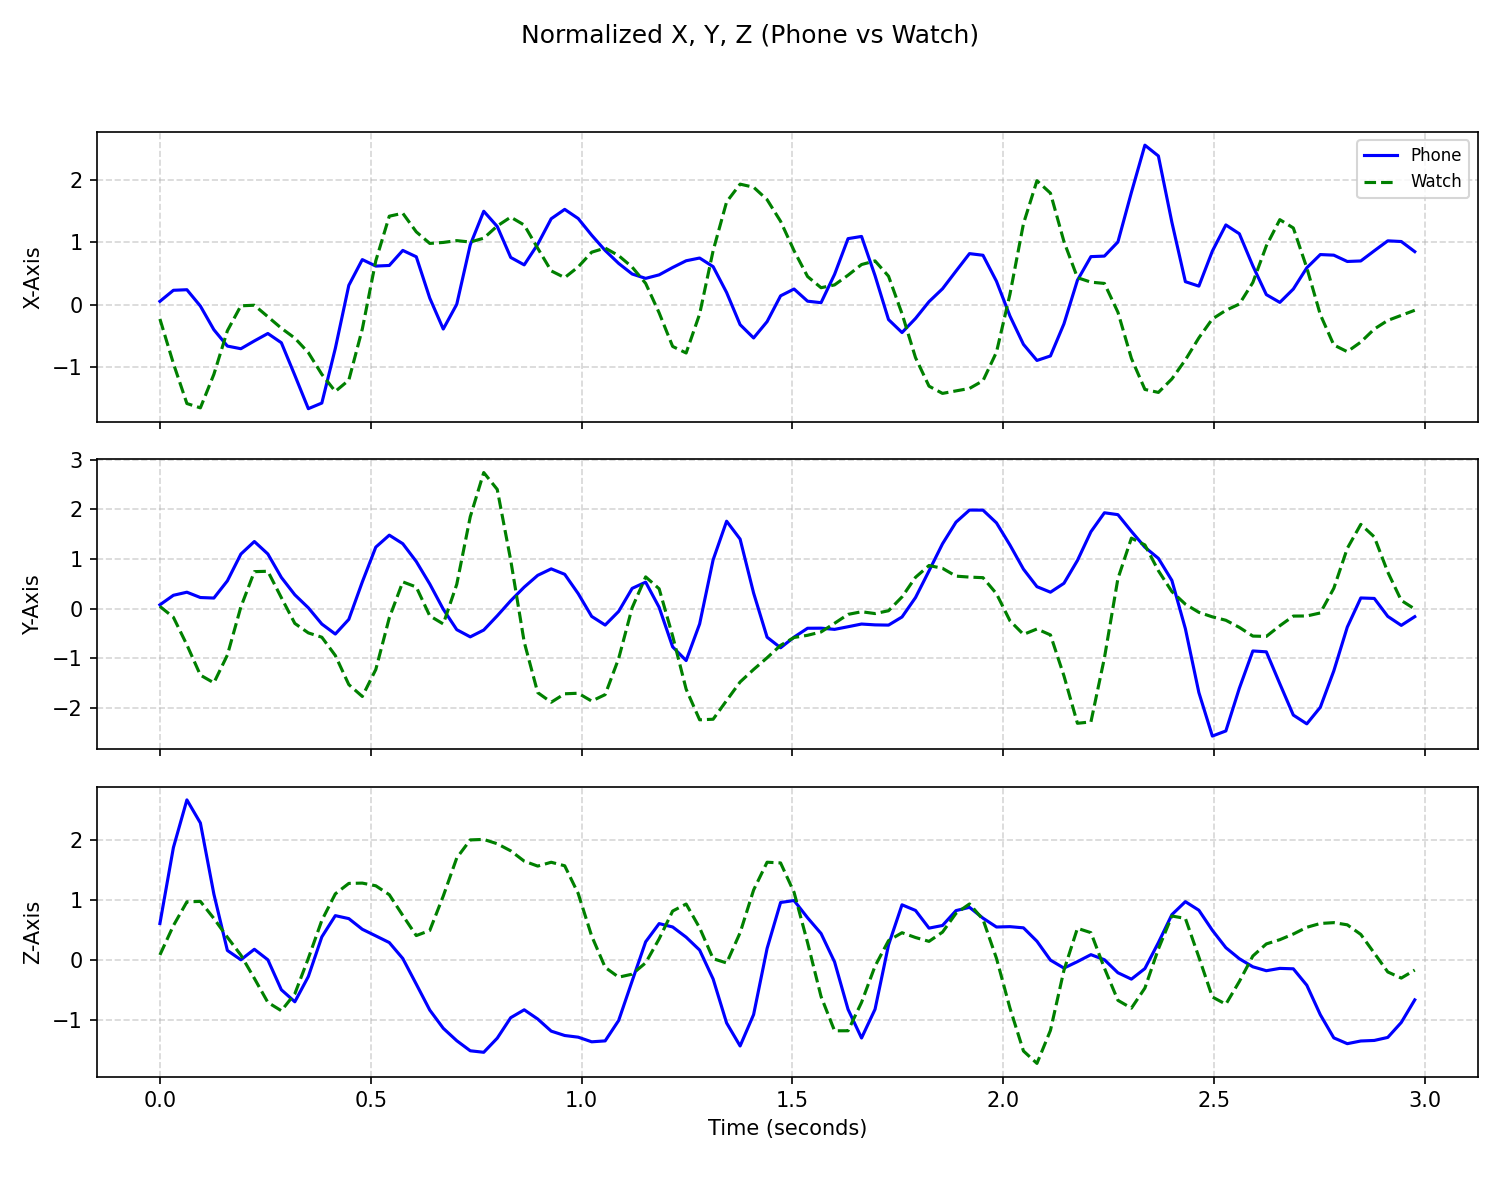 Normalized X, Y, Z (Phone vs Watch)
Phone
Watch
X-Axis
2
1
0
−1
Y-Axis
3
2
1
0
−1
−2
Z-Axis
2
1
0
−1
0.0 0.5 1.0 1.5 2.0 2.5 3.0
Time (seconds)